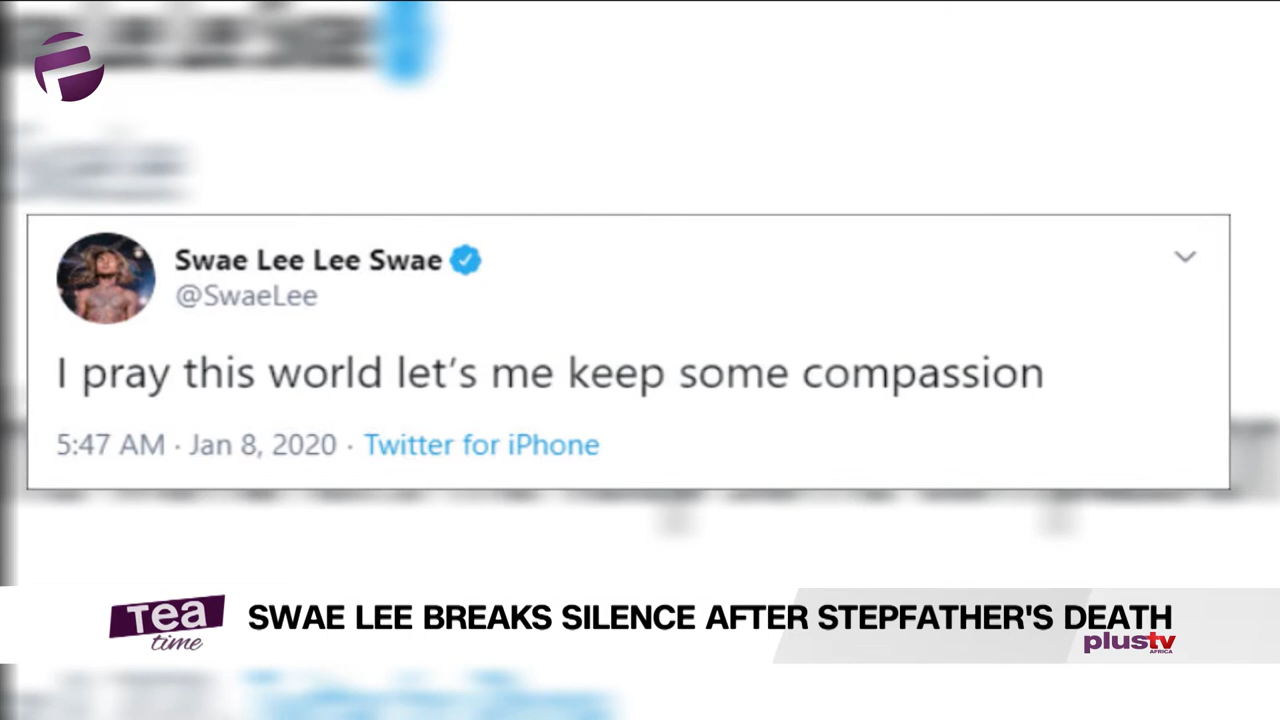 Swae Lee Lee Swae
@SwaeLee
I pray this world let’s me keep some compassion
5:47 AM · Jan 8, 2020 · Twitter for iPhone
Tea
time
SWAE LEE BREAKS SILENCE AFTER STEPFATHER'S DEATH
plustv
AFRICA